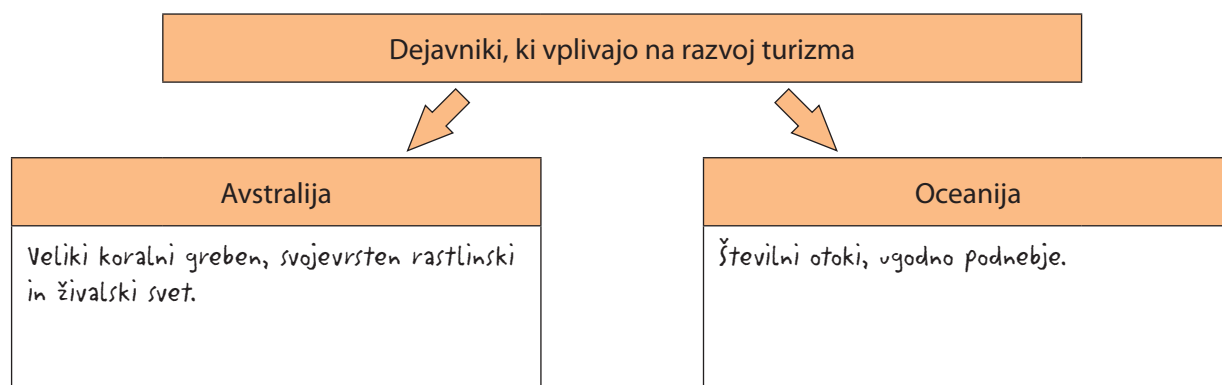 Dejavniki, ki vplivajo na razvoj turizma
Avstralija
Veliki koralni greben, svojevrsten rastlinski
in živalski svet.
Oceanija
Številni otoki, ugodno podnebje.